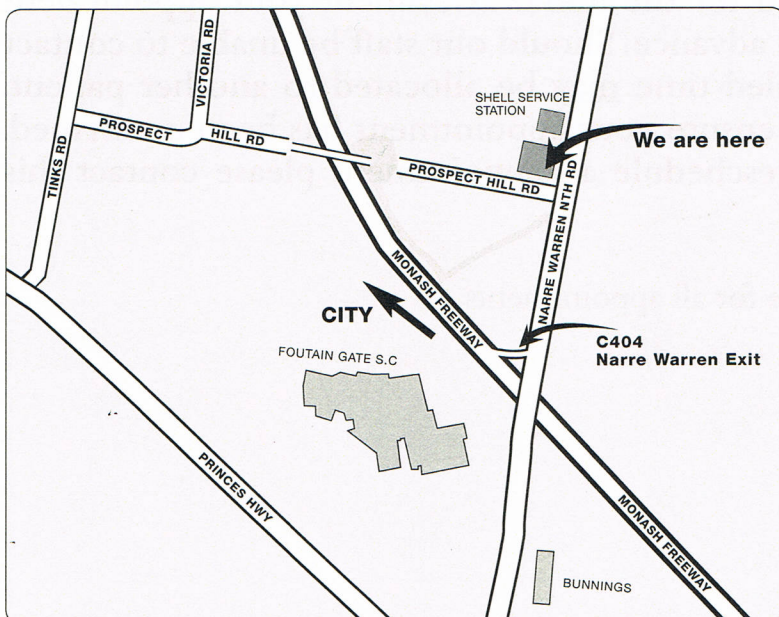 TINKS RD
VICTORIA RD
PROSPECT HILL RD
SHELL SERVICE
STATION
We are here
PROSPECT HILL RD
NARRE WARREN NTH RD
MONASH FREEWAY
CITY
C404
Narre Warren Exit
FOUTAIN GATE S.C
PRINCES HWY
MONASH FREEWAY
BUNNINGS